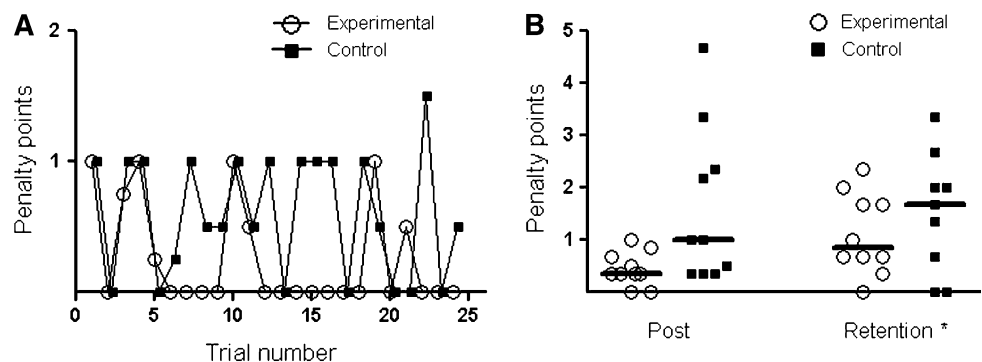 A
Experimental
Control
2
1
0
5
10
15
20
25
Penalty points
Trial number
B
Experimental
Control
5
4
3
2
1
Penalty points
Post
Retention *